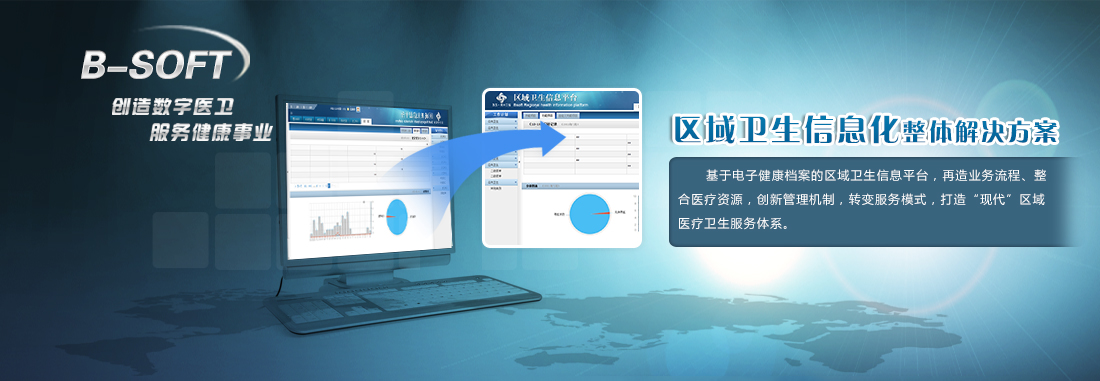 B-SOFT
创造数字医卫
服务健康事业
区域卫生信息平台
区域卫生信息化整体解决方案
基于电子健康档案的区域卫生信息平台，再造业务流程、整
合医疗资源，创新管理机制，转变服务模式，打造“现代”区域
医疗卫生服务体系。